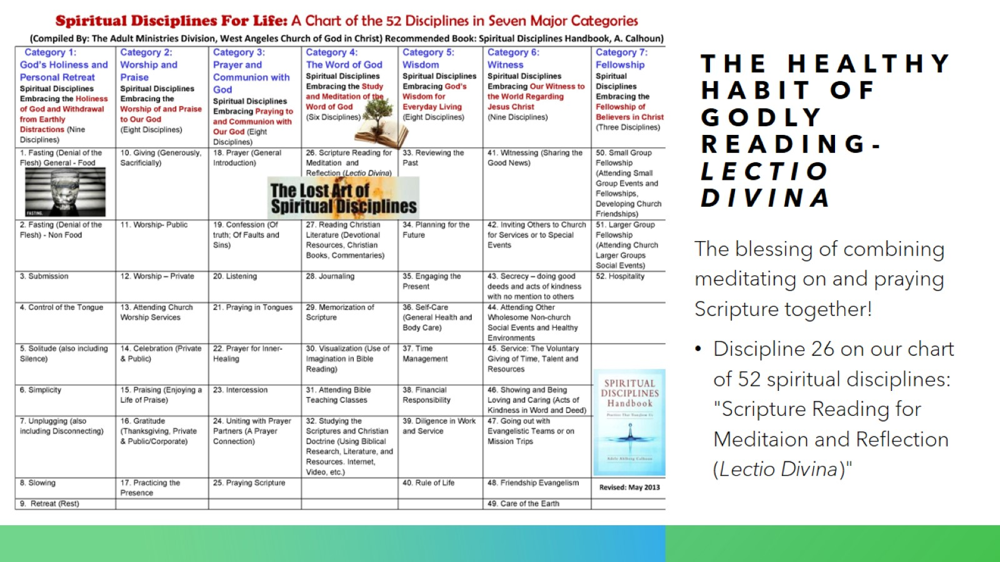 Spiritual Disciplines For Life: A Chart of the 52 Disciplines in Seven Major Categories
(Compiled By: The Adult Ministries Division, West Angeles Church of God in Christ) Recommended Book: Spiritual Disciplines Handbook, A. Calhoun)
Category 1:
God's Holiness and
Personal Retreat
Spiritual Disciplines
Embracing the Holiness
of God and Withdrawal
from Earthly
Distractions (Nine
Disciplines)
Category 2:
Worship and
Praise
Spiritual Disciplines
Embracing the
Worship of and Praise
to Our God
(Eight Disciplines)
Category 3:
Prayer and
Communion with
God
Spiritual Disciplines
Embracing Praying to
and Communion with
Our God (Eight
Disciplines)
Category 4:
The Word of God
Spiritual Disciplines
Embracing the Study
and Meditation of the
Word of God
(Six Disciplines)
Category 5:
Wisdom
Spiritual Disciplines
Embracing God's
Wisdom for
Everyday Living
(Eight Disciplines)
Category 6:
Witness
Spiritual Disciplines
Embracing Our Witness to
the World Regarding
Jesus Christ
(Nine Disciplines)
Category 7:
Fellowship
Spiritual
Disciplines
Embracing the
Fellowship of
Believers in Christ
(Three Disciplines)
1. Fasting (Denial of the
Flesh) General - Food
FASTING.
10. Giving (Generously,
Sacrificially)
18. Prayer (General
Introduction)
26. Scripture Reading for
Meditation and
Reflection (Lectio Divina)
The Lost Art of
Spiritual Disciplines
33. Reviewing the
Past
41. Witnessing (Sharing the
Good News)
50. Small Group
Fellowship
(Attending Small
Group Events and
Fellowships,
Developing Church
Friendships)
2. Fasting (Denial of the
Flesh) - Non Food
11. Worship- Public
19. Confession (Of
truth; Of Faults and
Sins)
27. Reading Christian
Literature (Devotional
Resources, Christian
Books, Commentaries)
34. Planning for the
Future
42. Inviting Others to Church
for Services or to Special
Events
51. Larger Group
Fellowship
(Attending Church
Larger Groups
Social Events)
3. Submission
12. Worship – Private
20. Listening
28. Journaling
35. Engaging the
Present
43. Secrecy – doing good
deeds and acts of kindness
with no mention to others
52. Hospitality
4. Control of the Tongue
13. Attending Church
Worship Services
21. Praying in Tongues
29. Memorization of
Scripture
36. Self-Care
(General Health and
Body Care)
44. Attending Other
Wholesome Non-church
Social Events and Healthy
Environments
5. Solitude (also including
Silence)
14. Celebration (Private
& Public)
22. Prayer for Inner-
Healing
30. Visualization (Use of
Imagination in Bible
Reading)
37. Time
Management
45. Service: The Voluntary
Giving of Time, Talent and
Resources
6. Simplicity
15. Praising (Enjoying a
Life of Praise)
23. Intercession
31. Attending Bible
Teaching Classes
38. Financial
Responsibility
46. Showing and Being
Loving and Caring (Acts of
Kindness in Word and Deed)
7. Unplugging (also
including Disconnecting)
16. Gratitude
(Thanksgiving, Private
& Public/Corporate)
24. Uniting with Prayer
Partners (A Prayer
Connection)
32. Studying the
Scriptures and Christian
Doctrine (Using Biblical
Research, Literature, and
Resources. Internet,
Video, etc.)
39. Diligence in Work
and Service
47. Going out with
Evangelistic Teams or on
Mission Trips
SPIRITUAL
DISCIPLINES
Handbook
Practices That Transform Us
Adele Ahlberg Calhoun
8. Slowing
17. Practicing the
Presence
25. Praying Scripture
40. Rule of Life
48. Friendship Evangelism
Revised: May 2013
9. Retreat (Rest)
49. Care of the Earth
THE HEALTHY
HABIT OF
GODLY
READING-
LECTIO
DIVINA
The blessing of combining
meditating on and praying
Scripture together!
• Discipline 26 on our chart
of 52 spiritual disciplines:
"Scripture Reading for
Meditaion and Reflection
(Lectio Divina)"